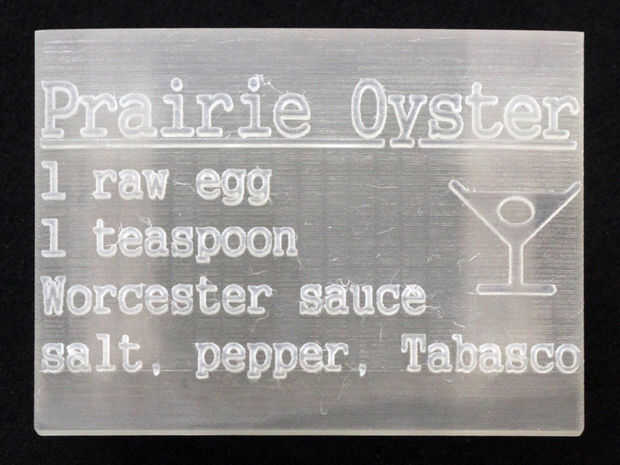 Prairie Oyster
1 raw egg
1 teaspoon
Worcester sauce
salt, pepper, Tabasco